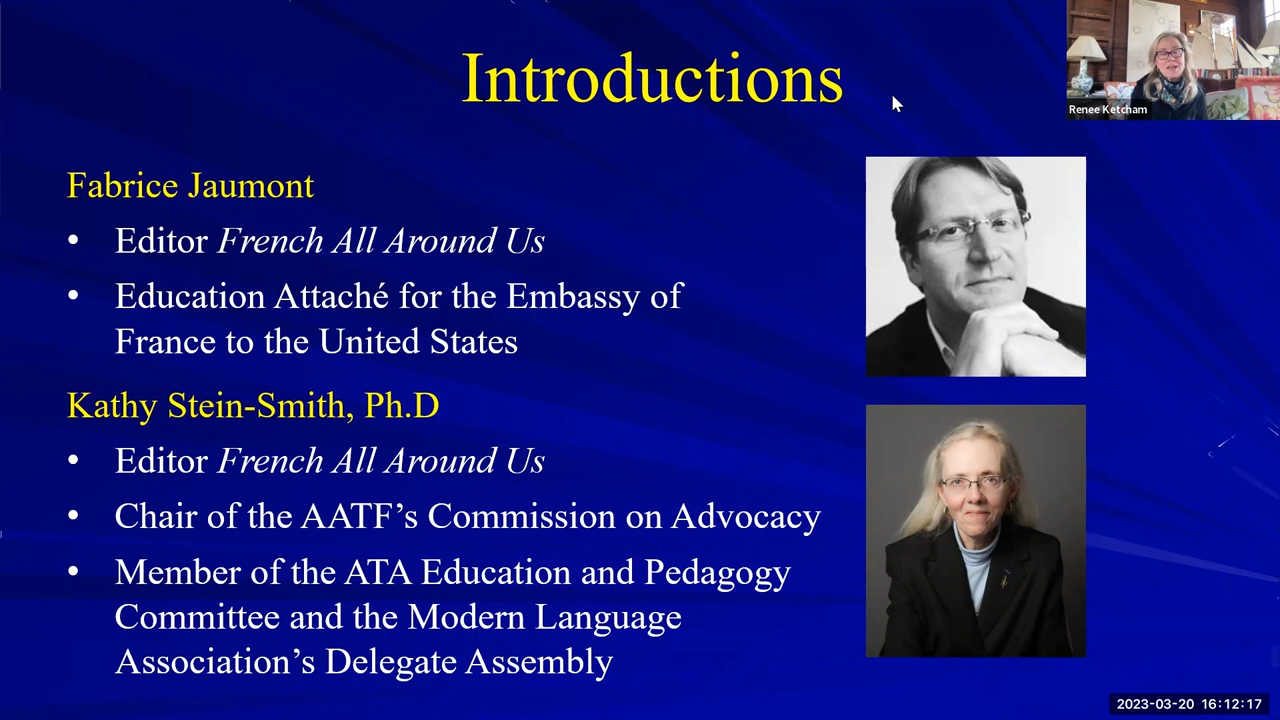 Introductions
Renee Ketcham
Fabrice Jaumont
• Editor French All Around Us
• Education Attaché for the Embassy of
France to the United States
Kathy Stein-Smith, Ph.D
• Editor French All Around Us
• Chair of the AATF’s Commission on Advocacy
• Member of the ATA Education and Pedagogy
Committee and the Modern Language
Association’s Delegate Assembly
2023-03-20 16:12:17